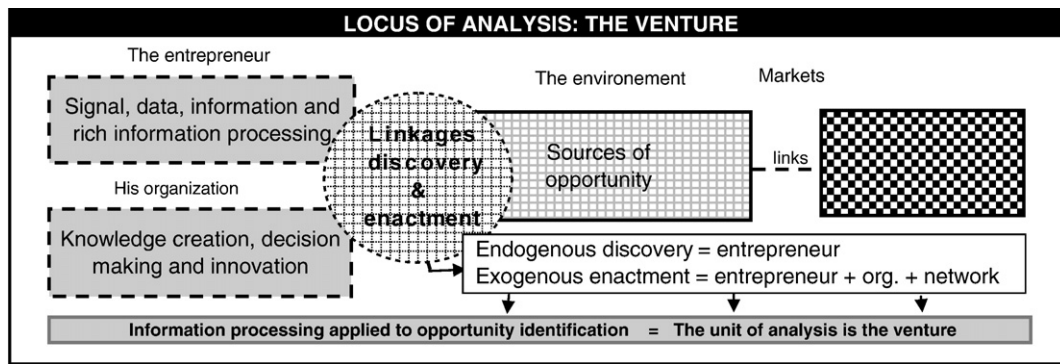 LOCUS OF ANALYSIS: THE VENTURE
The entrepreneur
Signal, data, information and
rich information processing
His organization
Knowledge creation, decision
making and innovation
Linkages
discovery
&
enactment
The environement
Sources of
opportunity
Markets
links
Endogenous discovery = entrepreneur
Exogenous enactment = entrepreneur + org. + network
Information processing applied to opportunity identification = The unit of analysis is the venture